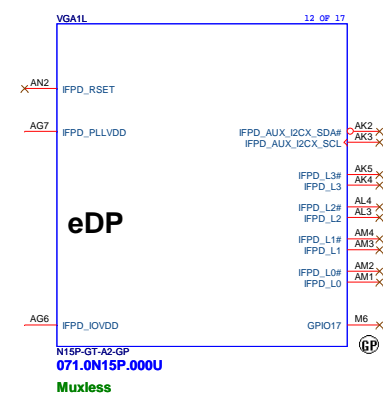 VGA1L 12 OF 17
AN2 IFPD_RSET
AG7 IFPD_PLLVDD
IFPD_AUX_I2CX_SDA# AK2
IFPD_AUX_I2CX_SCL AK3
IFPD_L3# AK5
IFPD_L3 AK4
IFPD_L2# AL4
IFPD_L2 AL3
eDP
IFPD_L1# AM4
IFPD_L1 AM3
IFPD_L0# AM2
IFPD_L0 AM1
AG6 IFPD_IOVDD GPIO17 M6
GP
N15P-GT-A2-GP
071.0N15P.000U
Muxless